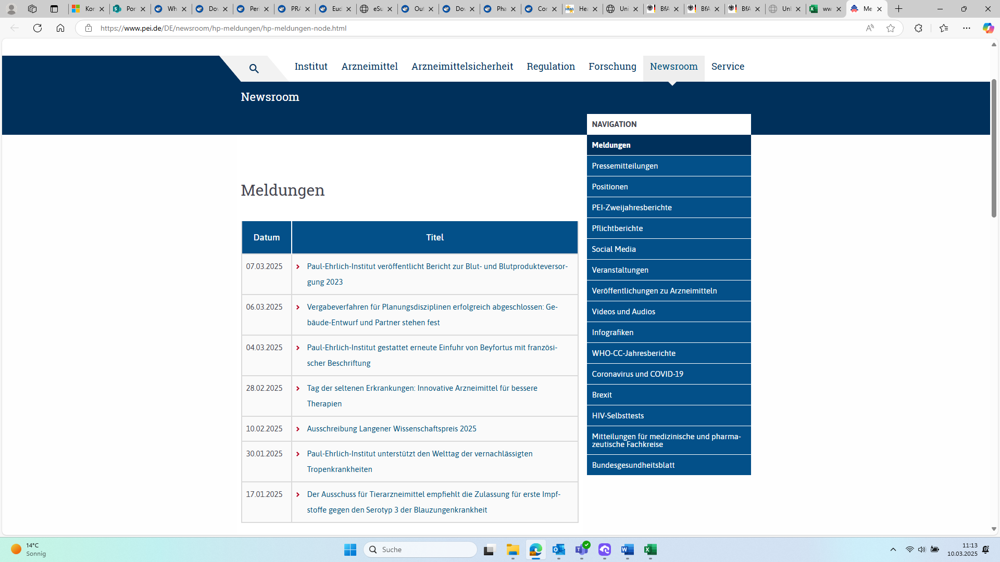 Kor
Por
Wh
Dov
Peri
PRA
Eud
eSu
Out
Dov
Pha
Cor
Hea
Uni
BfA
BfA
BfA
Unl
ww
Me
https://www.pei.de/DE/newsroom/hp-meldungen/hp-meldungen-node.html
Institut Arzneimittel Arzneimittelsicherheit Regulation Forschung Newsroom Service
Newsroom
NAVIGATION
Meldungen
Pressemitteilungen
Positionen
PEI-Zweijahresberichte
Pflichtberichte
Social Media
Veranstaltungen
Veröffentlichungen zu Arzneimitteln
Videos und Audios
Infografiken
WHO-CC-Jahresberichte
Coronavirus und COVID-19
Brexit
HIV-Selbsttests
Mitteilungen für medizinische und pharma-
zeutische Fachkreise
Bundesgesundheitsblatt
Meldungen
Datum Titel
07.03.2025 Paul-Ehrlich-Institut veröffentlicht Bericht zur Blut- und Blutprodukteversor-
gung 2023
06.03.2025 Vergabeverfahren für Planungsdisziplinen erfolgreich abgeschlossen: Ge-
bäude-Entwurf und Partner stehen fest
04.03.2025 Paul-Ehrlich-Institut gestattet erneute Einfuhr von Beyfortus mit französi-
scher Beschriftung
28.02.2025 Tag der seltenen Erkrankungen: Innovative Arzneimittel für bessere
Therapien
10.02.2025 Ausschreibung Langener Wissenschaftspreis 2025
30.01.2025 Paul-Ehrlich-Institut unterstützt den Welttag der vernachlässigten
Tropenkrankheiten
17.01.2025 Der Ausschuss für Tierarzneimittel empfiehlt die Zulassung für erste Impf-
stoffe gegen den Serotyp 3 der Blauzungenkrankheit
14°C
Sonnig
Suche
11:13
10.03.2025